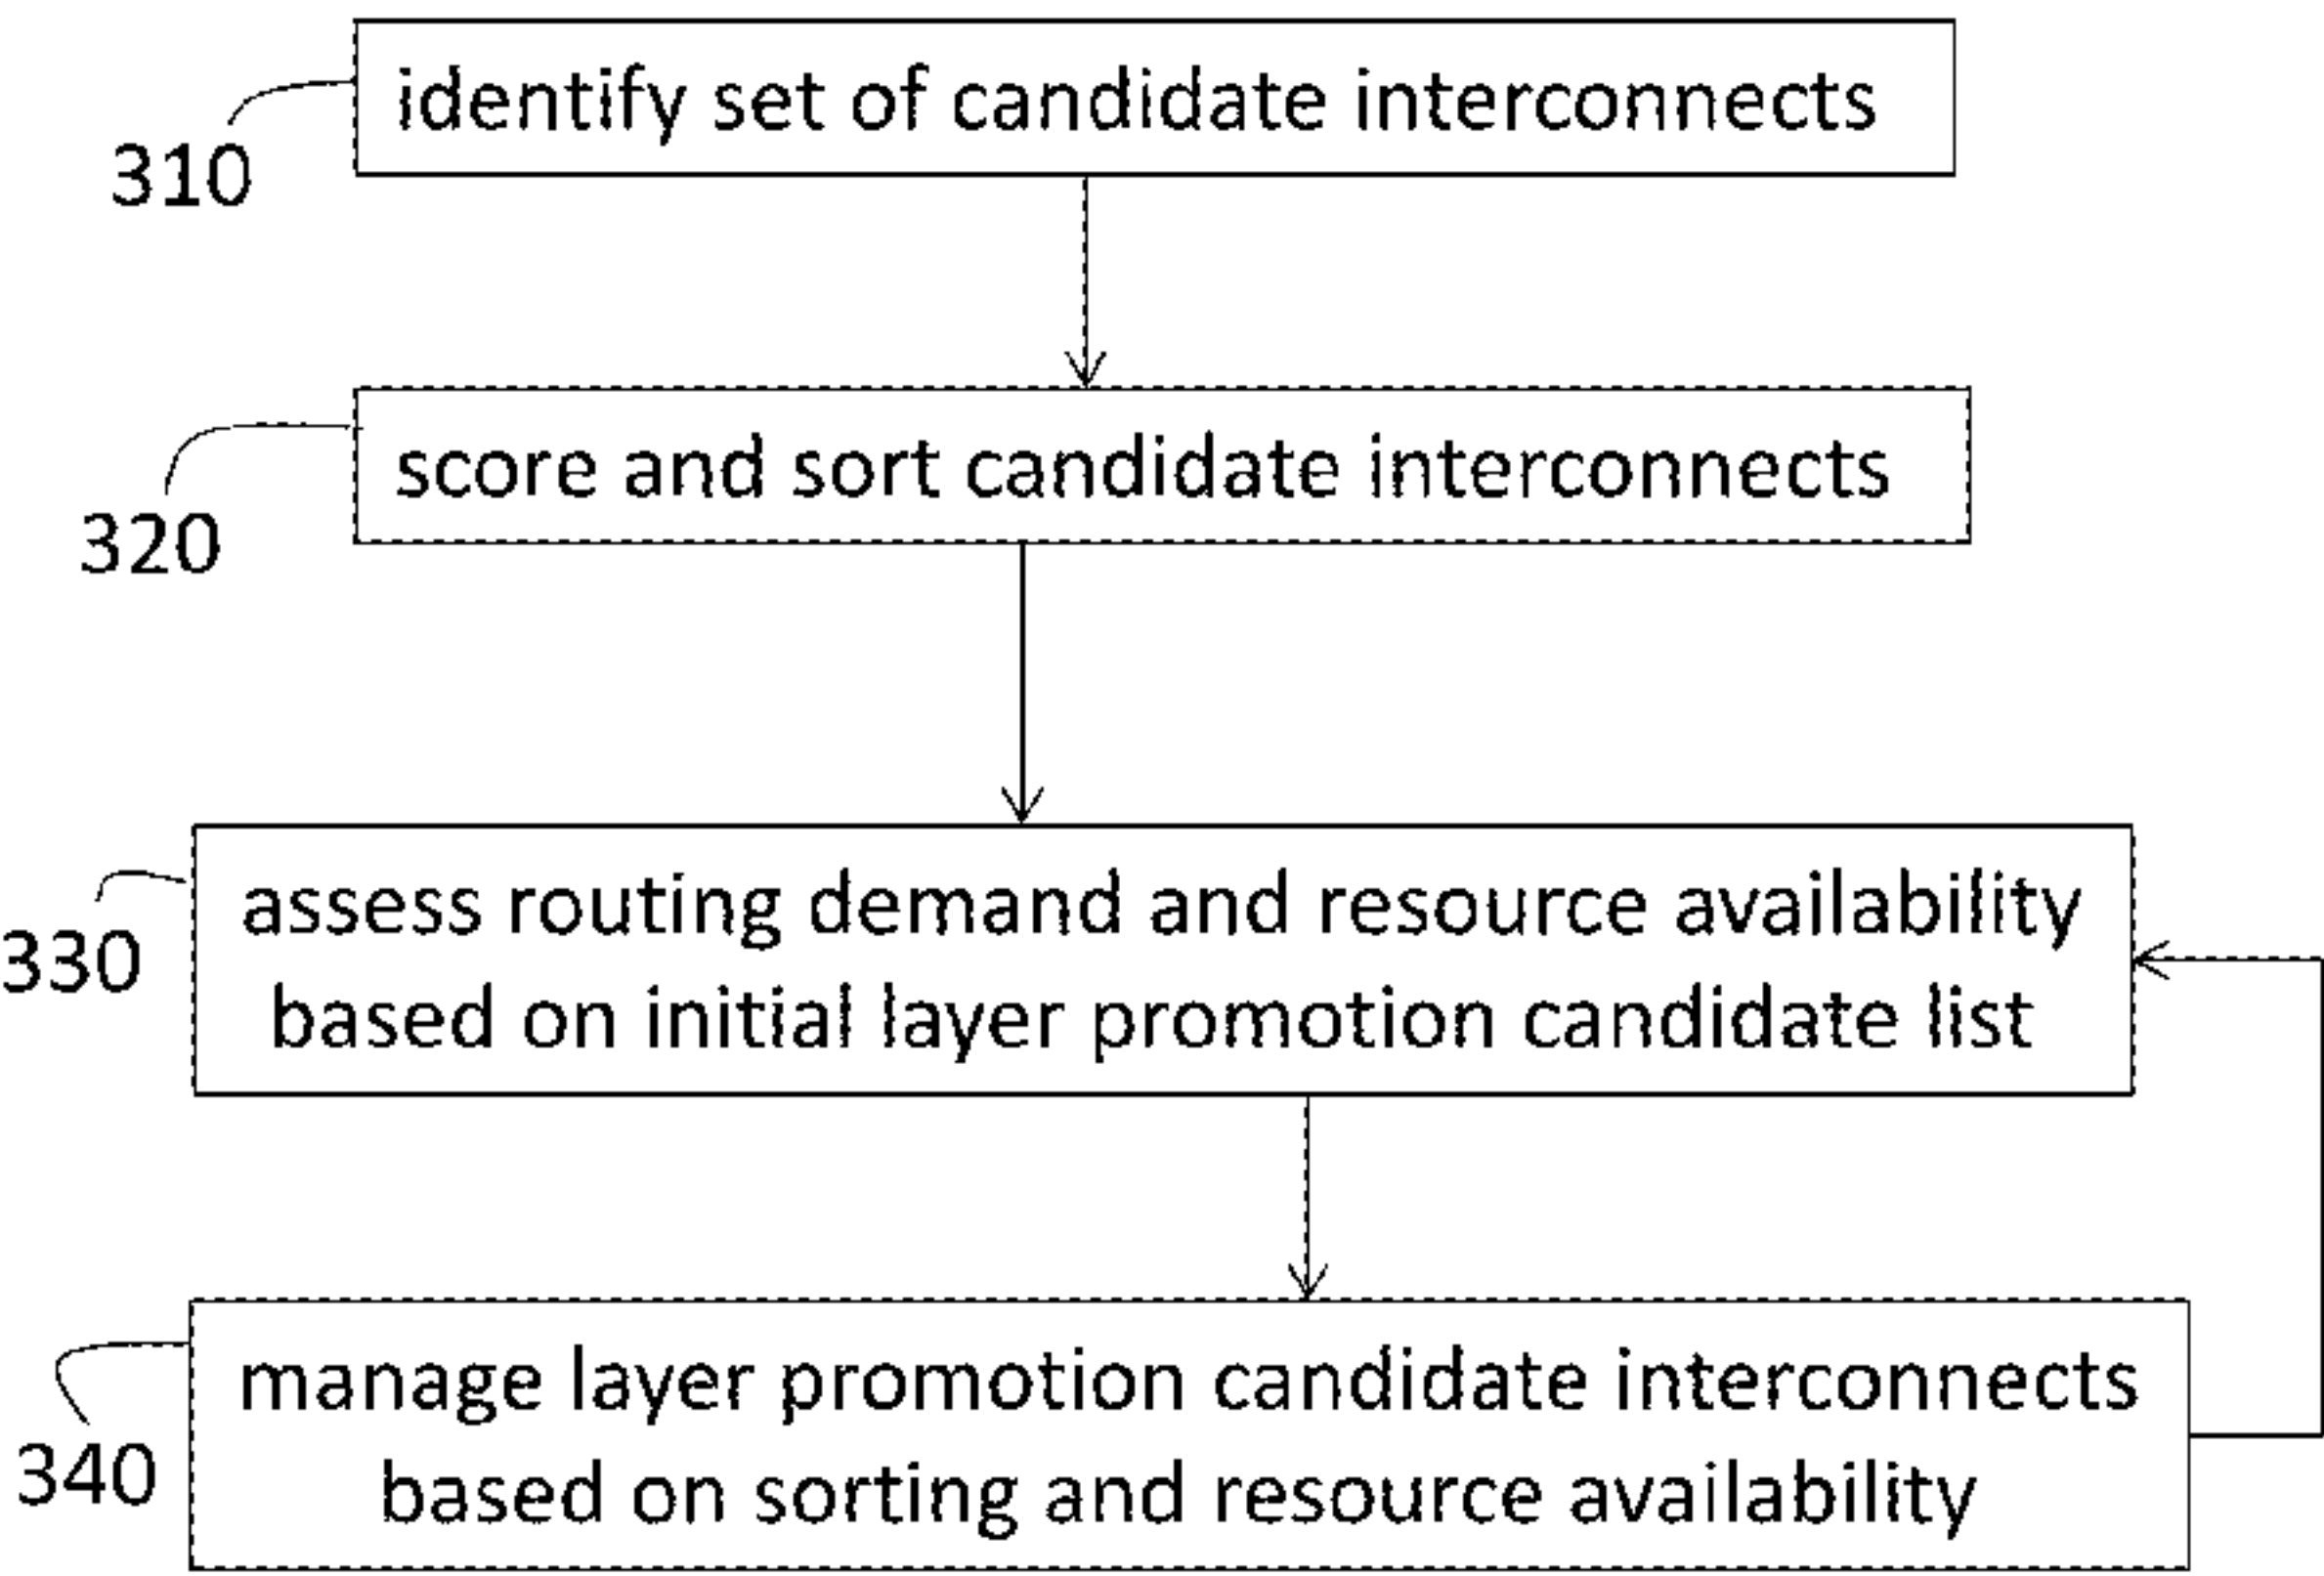 identify set of candidate interconnects
310
score and sort candidate interconnects
320
assess routing demand and resource availability
based on initial layer promotion candidate list
330
manage layer promotion candidate interconnects
based on sorting and resource availability
340